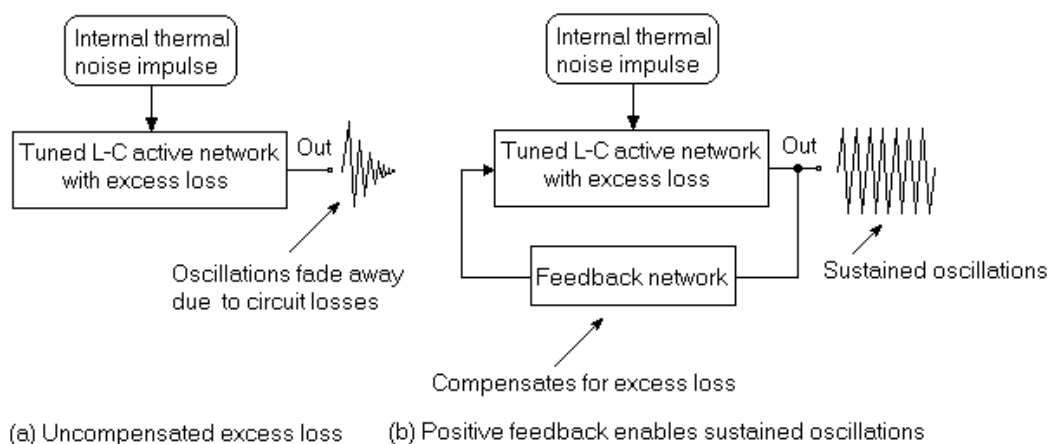 Internal thermal
noise impulse
Tuned L-C active network
with excess loss
Out
Oscillations fade away
due to circuit losses
(a) Uncompensated excess loss
Internal thermal
noise impulse
Tuned L-C active network
with excess loss
Out
Sustained oscillations
Feedback network
Compensates for excess loss
(b) Positive feedback enables sustained oscillations